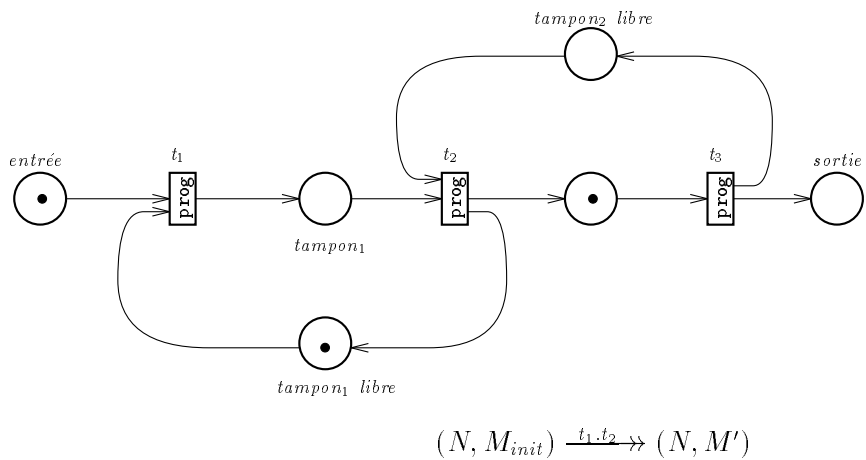 tampon₂ libre
entrée
t₁
t₂
t₃
sortie
prog
prog
prog
tampon₁
tampon₁ libre
(N, M_init) —t₁.t₂→→ (N, M′)